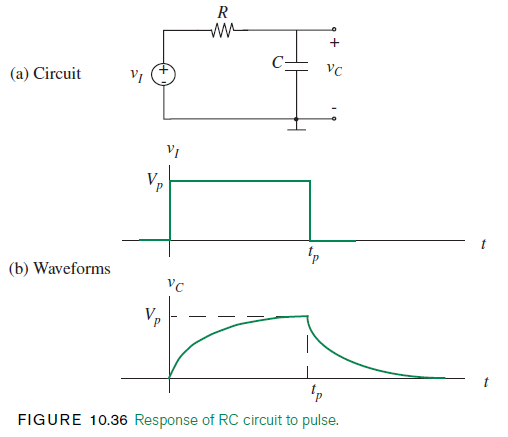 R
+
(a) Circuit
v_I
+
-
C
v_C
-
v_I
V_p
t_p
t
(b) Waveforms
v_C
V_p
t_p
t
FIGURE 10.36 Response of RC circuit to pulse.